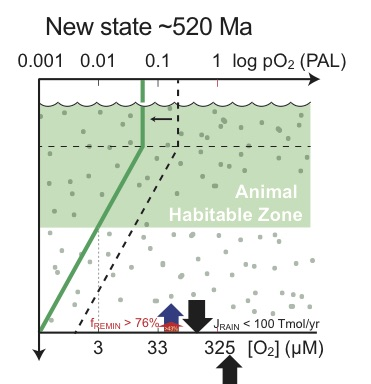 New state ~520 Ma
0.001 0.01 0.1 1 log pO₂ (PAL)
Animal
Habitable Zone
fREMIN > 76% JRAIN < 100 Tmol/yr
3 33 325 [O₂] (µM)